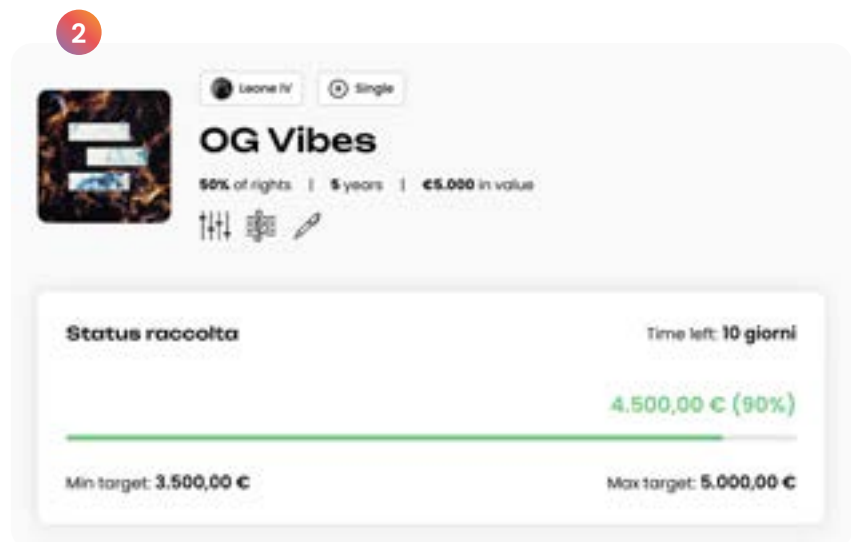 2
Leone IV Single
OG Vibes
50% of rights | 5 years | €5.000 in value
Status raccolta Time left: 10 giorni
4.500,00 € (90%)
Min target: 3.500,00 € Max target: 5.000,00 €